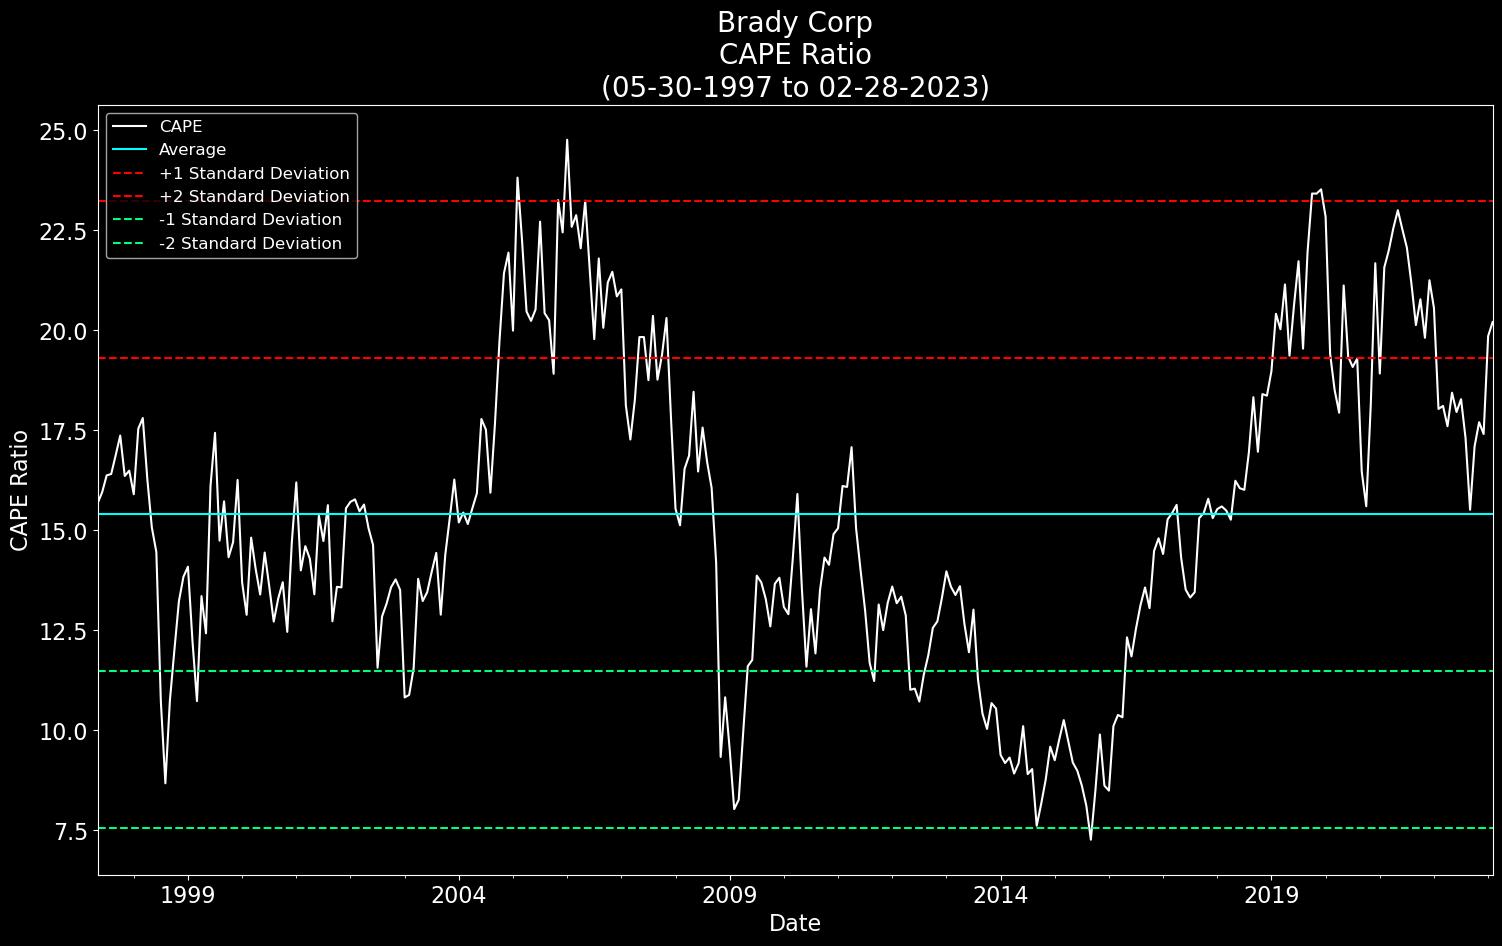 Brady Corp
CAPE Ratio
(05-30-1997 to 02-28-2023)
CAPE
Average
+1 Standard Deviation
+2 Standard Deviation
-1 Standard Deviation
-2 Standard Deviation
CAPE Ratio
25.0
22.5
20.0
17.5
15.0
12.5
10.0
7.5
1999
2004
2009
2014
2019
Date